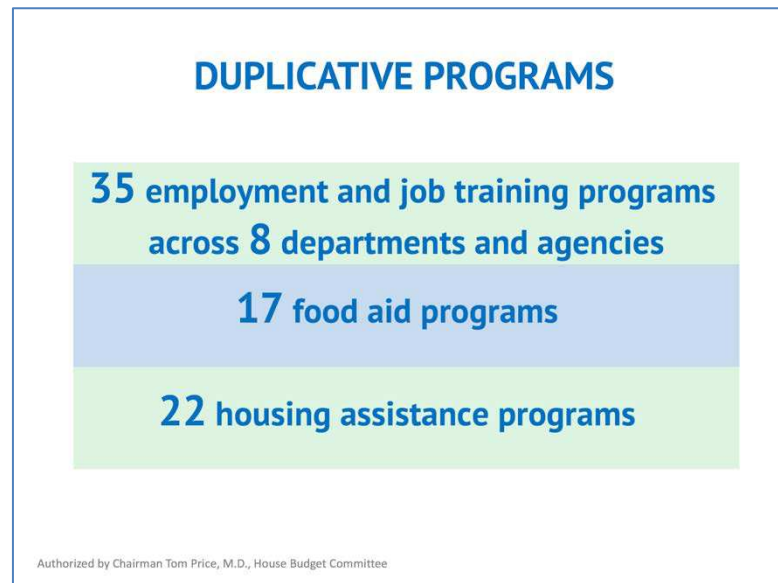 DUPLICATIVE PROGRAMS
35 employment and job training programs
across 8 departments and agencies
17 food aid programs
22 housing assistance programs
Authorized by Chairman Tom Price, M.D., House Budget Committee